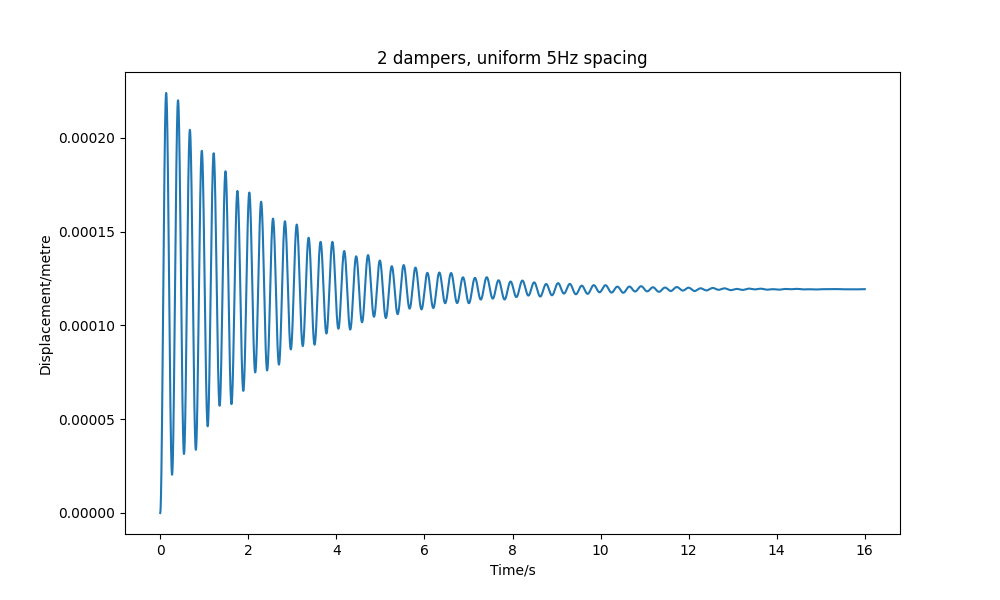 2 dampers, uniform 5Hz spacing
0.00020
0.00015
0.00010
0.00005
0.00000
Displacement/metre
0 2 4 6 8 10 12 14 16
Time/s